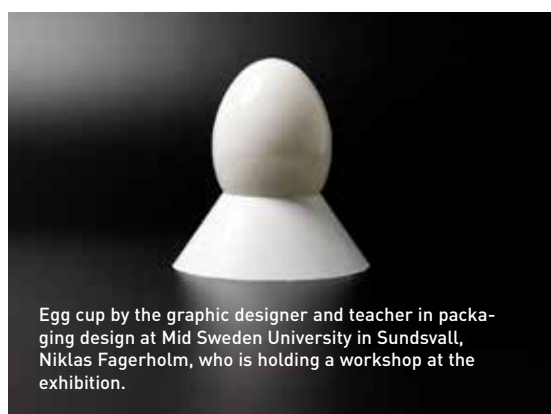 Egg cup by the graphic designer and teacher in packa-
ging design at Mid Sweden University in Sundsvall,
Niklas Fagerholm, who is holding a workshop at the
exhibition.